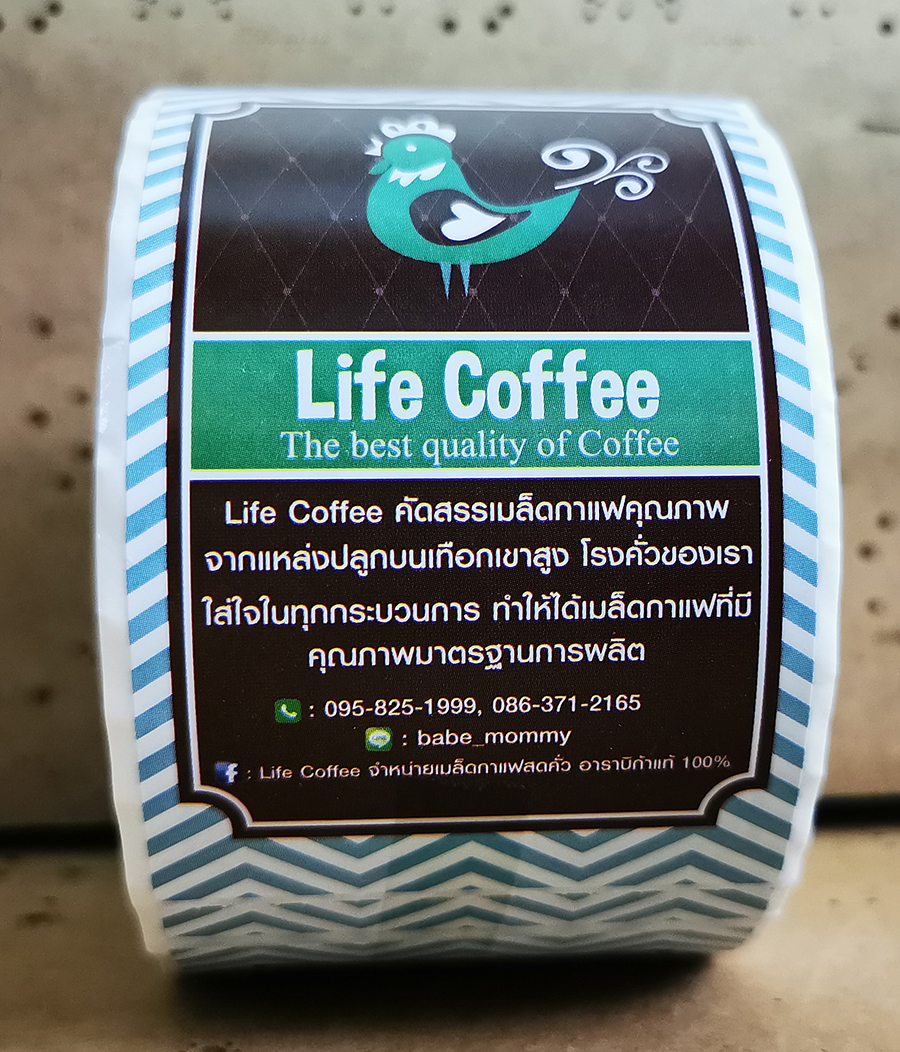 Life Coffee
The best quality of Coffee
Life Coffee คัดสรรเมล็ดกาแฟคุณภาพ
จากแหล่งปลูกบนเทือกเขาสูง โรงคั่วของเรา
ใส่ใจในทุกกระบวนการ ทำให้ได้เมล็ดกาแฟที่มี
คุณภาพมาตรฐานการผลิต
: 095-825-1999, 086-371-2165
LINE : babe_mommy
f : Life Coffee จำหน่ายเมล็ดกาแฟสดคั่ว อาราบิก้าแท้ 100%